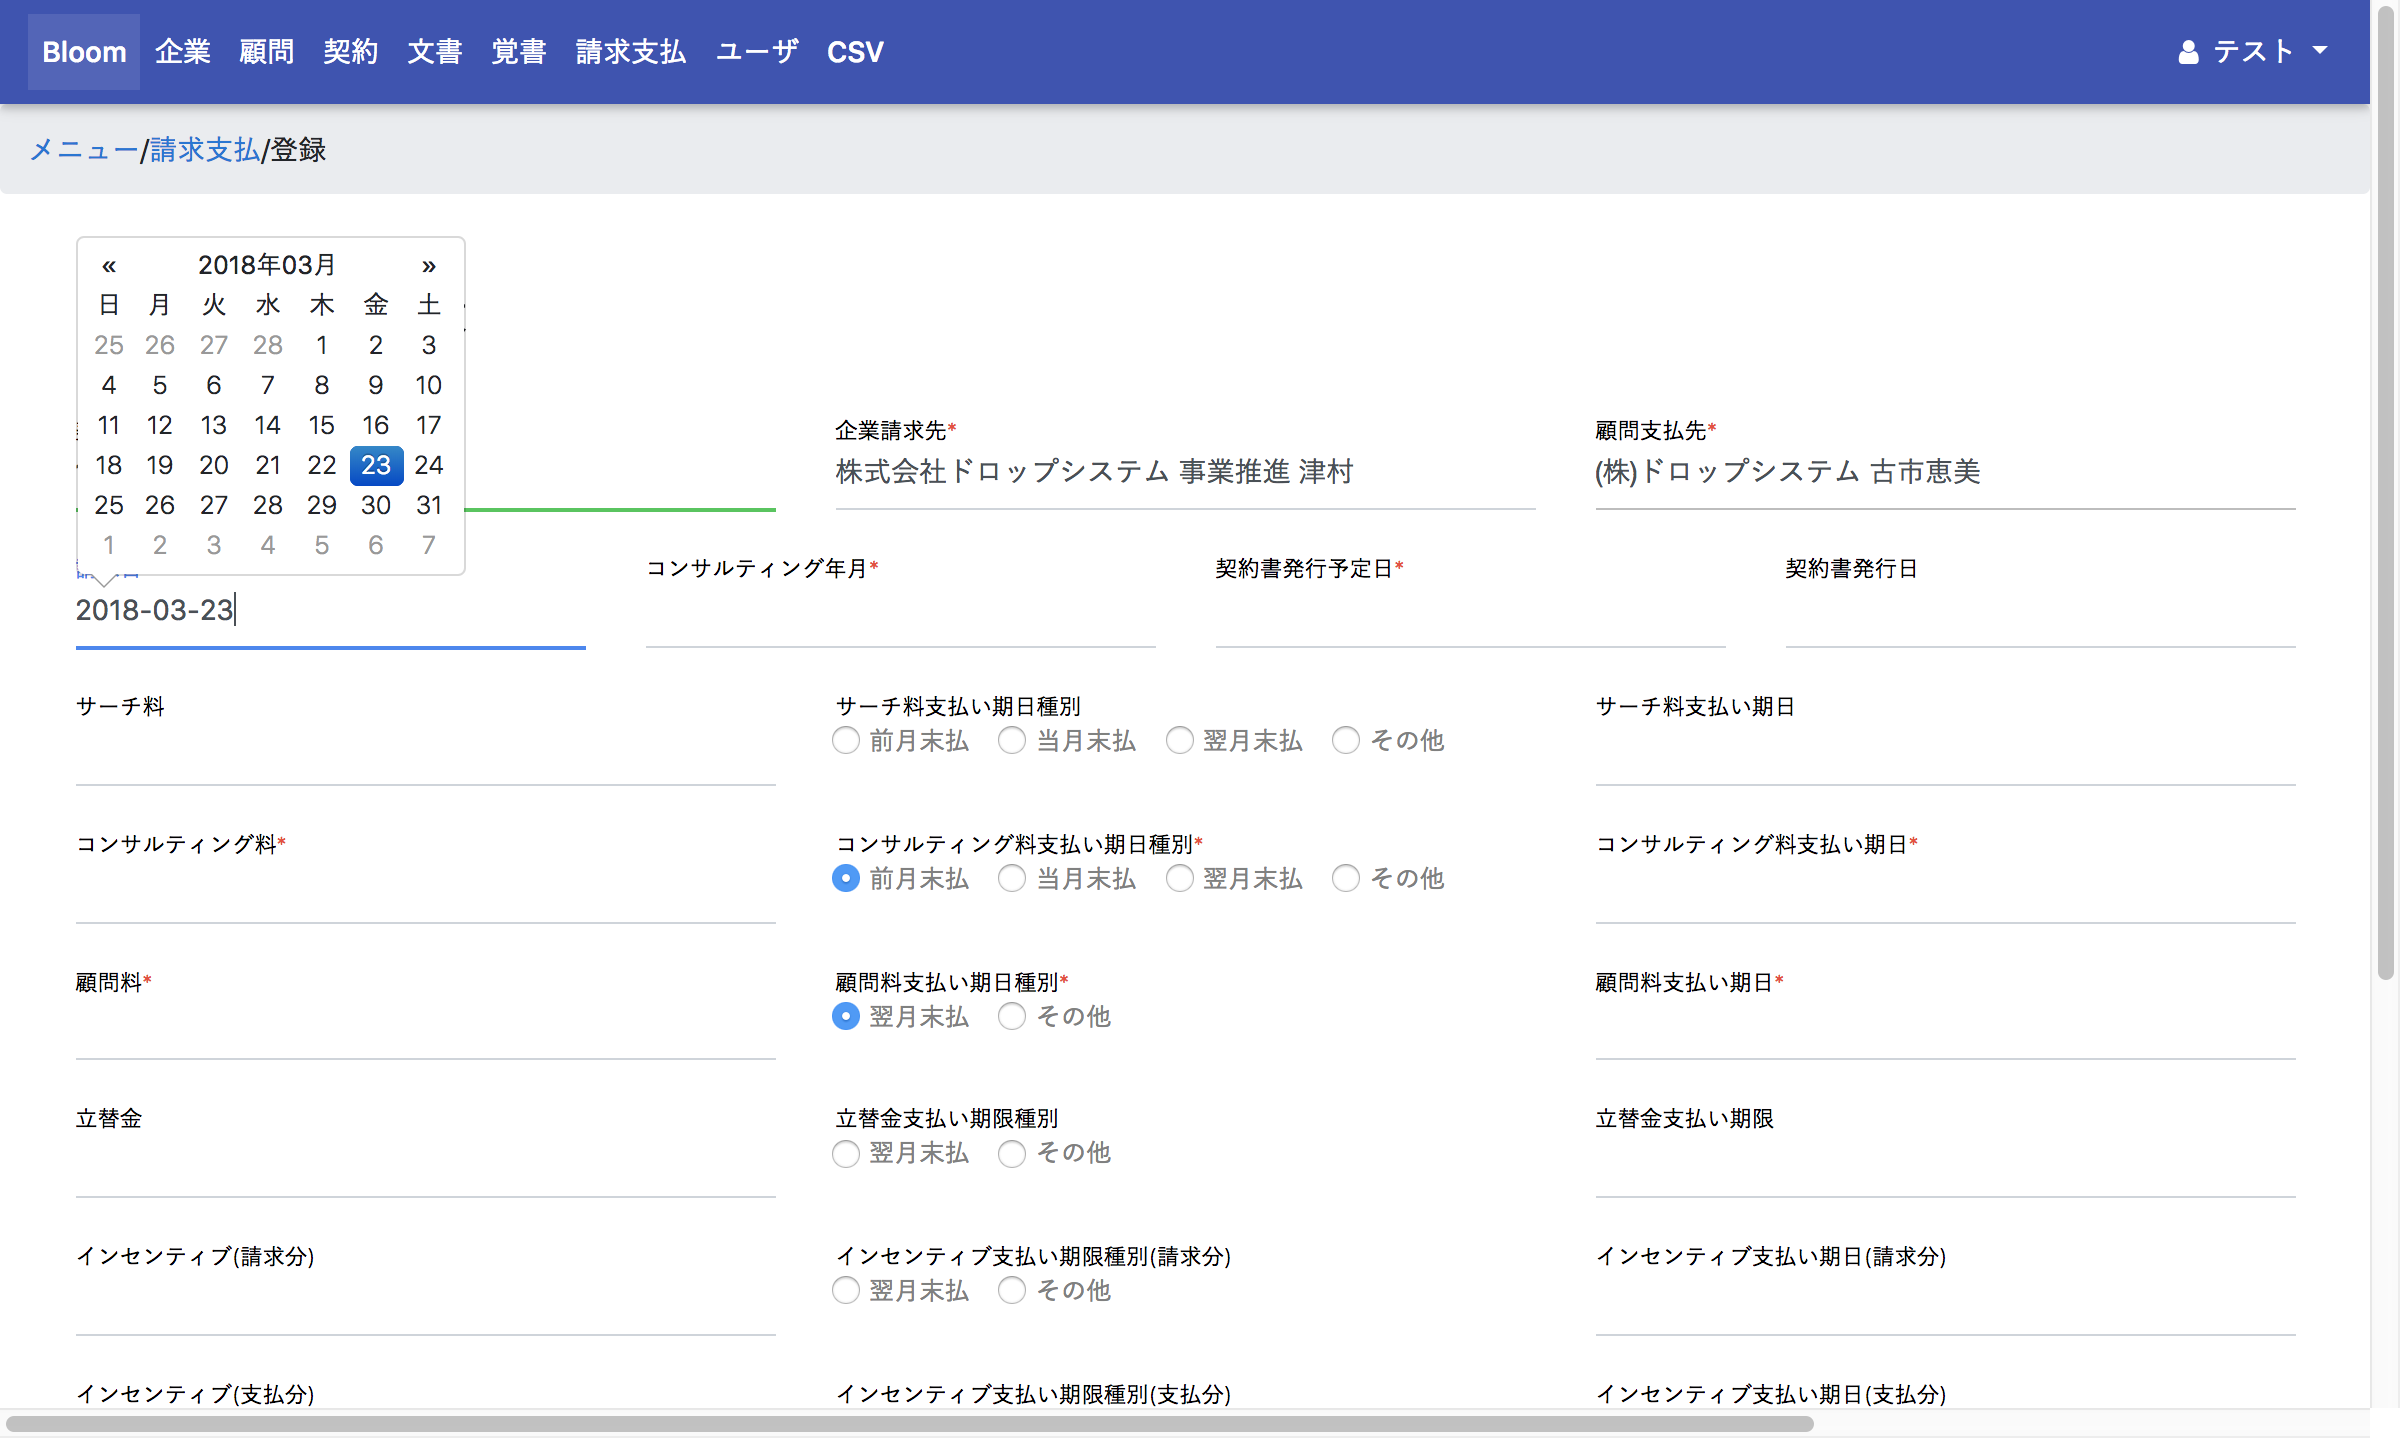 Bloom 企業 顧問 契約 文書 覚書 請求支払 ユーザ CSV テスト
メニュー/請求支払/登録
« 2018年03月 »
日 月 火 水 木 金 土
25 26 27 28 1 2 3
4 5 6 7 8 9 10
11 12 13 14 15 16 17
18 19 20 21 22 23 24
25 26 27 28 29 30 31
1 2 3 4 5 6 7
企業請求先* 顧問支払先*
株式会社ドロップシステム 事業推進 津村 (株)ドロップシステム 古市恵美
コンサルティング年月* 契約書発行予定日* 契約書発行日
2018-03-23
サーチ料 サーチ料支払い期日種別 サーチ料支払い期日
前月末払 当月末払 翌月末払 その他
コンサルティング料* コンサルティング料支払い期日種別* コンサルティング料支払い期日*
前月末払 当月末払 翌月末払 その他
顧問料* 顧問料支払い期日種別* 顧問料支払い期日*
翌月末払 その他
立替金 立替金支払い期限種別 立替金支払い期限
翌月末払 その他
インセンティブ(請求分) インセンティブ支払い期限種別(請求分) インセンティブ支払い期日(請求分)
翌月末払 その他
インセンティブ(支払分) インセンティブ支払い期限種別(支払分) インセンティブ支払い期日(支払分)